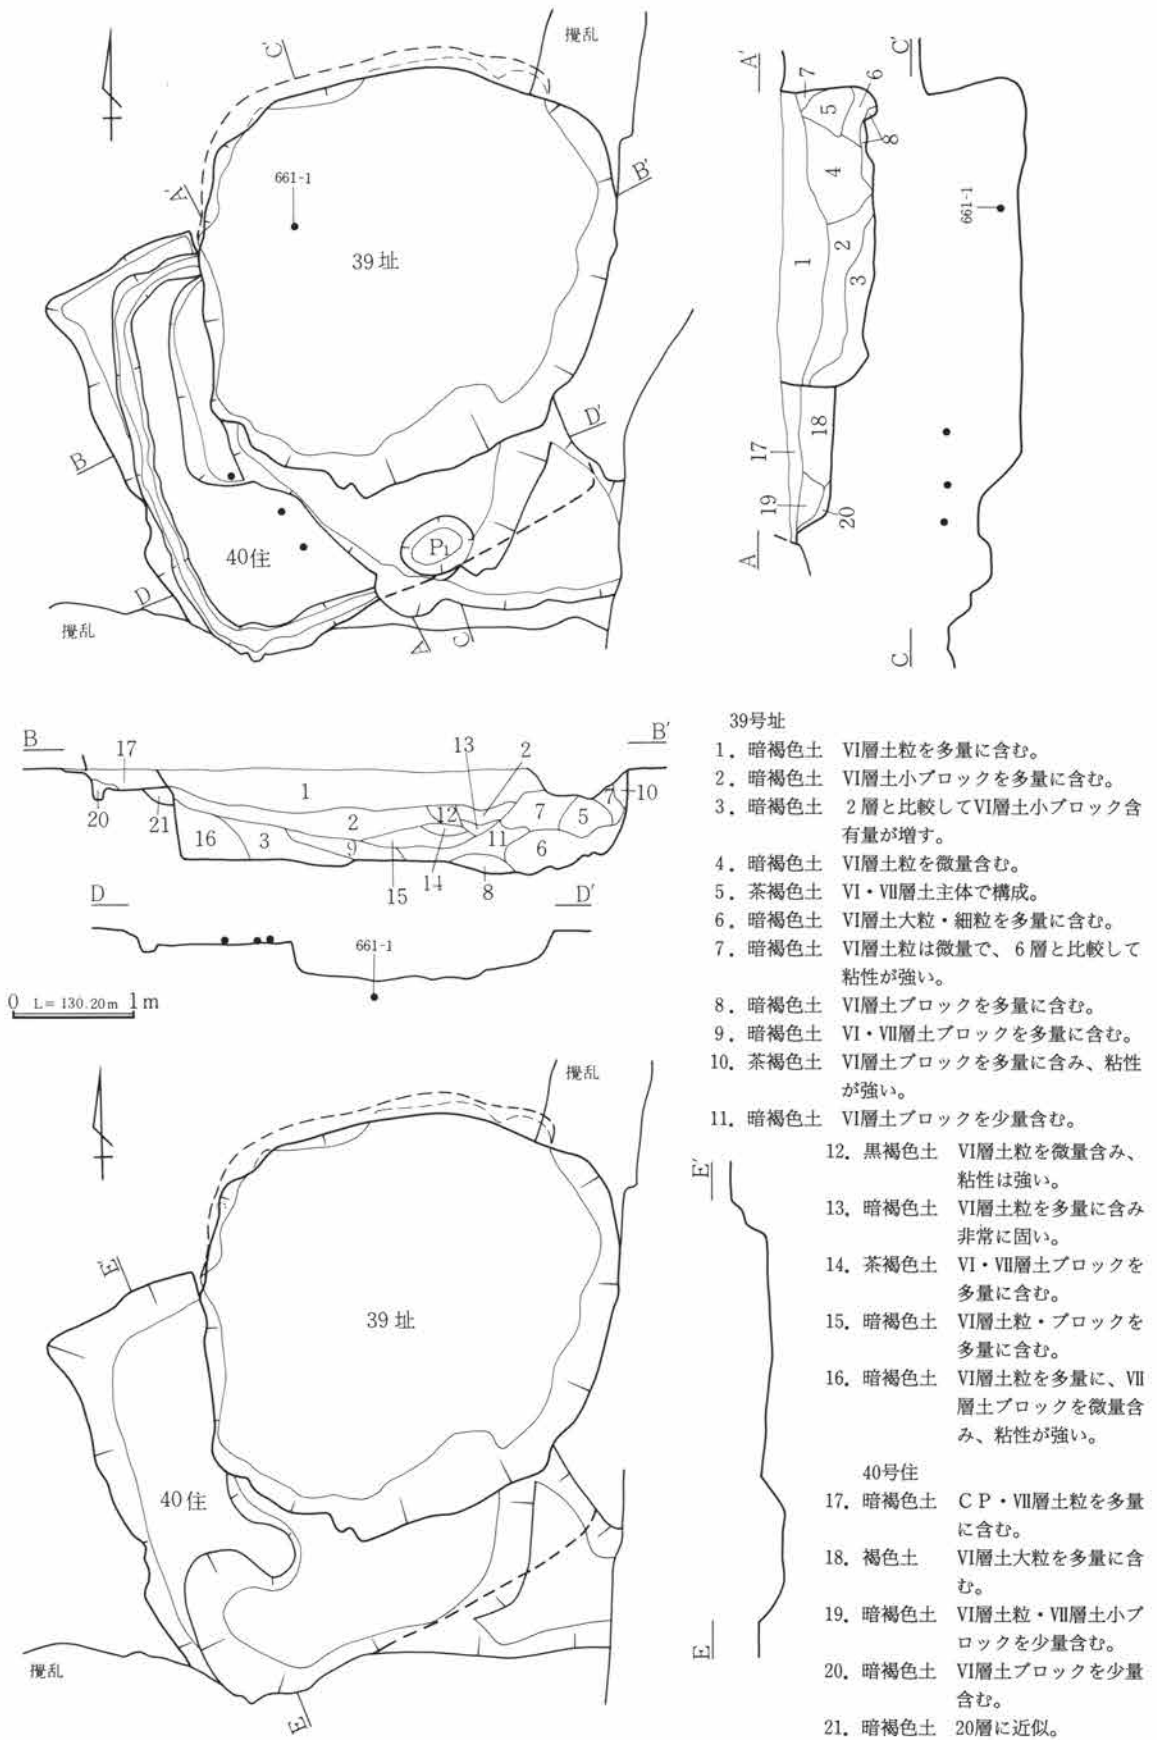 攪乱
C'
A'
661-1
B'
39址
D'
B
P1
40住
D
攪乱
A
C
A'
7
6
5
8
4
2
1
3
18
17
19
20
A
C'
661-1
C
B
B'
17
13
2
1
12
7
5
7
10
20
21
16
3
2
9
11
6
15
14
8
D
D'
661-1
0 L=130.20m 1m
攪乱
E'
39址
40住
攪乱
E
E'
E
39号址
1. 暗褐色土 Ⅵ層土粒を多量に含む。
2. 暗褐色土 Ⅵ層土小ブロックを多量に含む。
3. 暗褐色土 2層と比較してⅥ層土小ブロック含
有量が増す。
4. 暗褐色土 Ⅵ層土粒を微量含む。
5. 茶褐色土 Ⅵ・Ⅶ層土主体で構成。
6. 暗褐色土 Ⅵ層土大粒・細粒を多量に含む。
7. 暗褐色土 Ⅵ層土粒は微量で、6層と比較して
粘性が強い。
8. 暗褐色土 Ⅵ層土ブロックを多量に含む。
9. 暗褐色土 Ⅵ・Ⅶ層土ブロックを多量に含む。
10. 茶褐色土 Ⅵ層土ブロックを多量に含み、粘性
が強い。
11. 暗褐色土 Ⅵ層土ブロックを少量含む。
12. 黒褐色土 Ⅵ層土粒を微量含み、
粘性は強い。
13. 暗褐色土 Ⅵ層土粒を多量に含み
非常に固い。
14. 茶褐色土 Ⅵ・Ⅶ層土ブロックを
多量に含む。
15. 暗褐色土 Ⅵ層土粒・ブロックを
多量に含む。
16. 暗褐色土 Ⅵ層土粒を多量に、Ⅶ
層土ブロックを微量含
み、粘性が強い。
40号住
17. 暗褐色土 CP・Ⅶ層土粒を多量
に含む。
18. 褐色土 Ⅵ層土大粒を多量に含
む。
19. 暗褐色土 Ⅵ層土粒・Ⅶ層土小ブ
ロックを少量含む。
20. 暗褐色土 Ⅵ層土ブロックを少量
含む。
21. 暗褐色土 20層に近似。